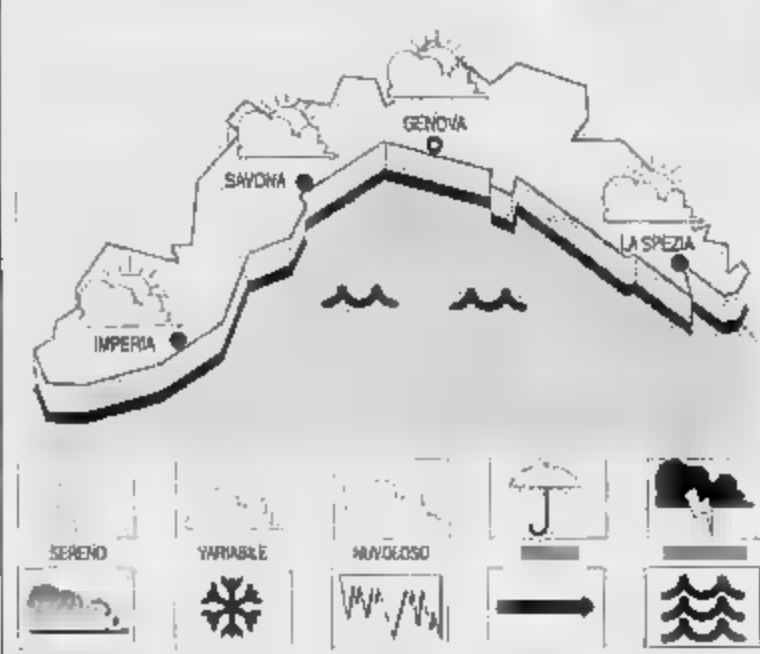 GENOVA
SAVONA
LA SPEZIA
IMPERIA
SERENO
VARIABILE
NUVOLOSO